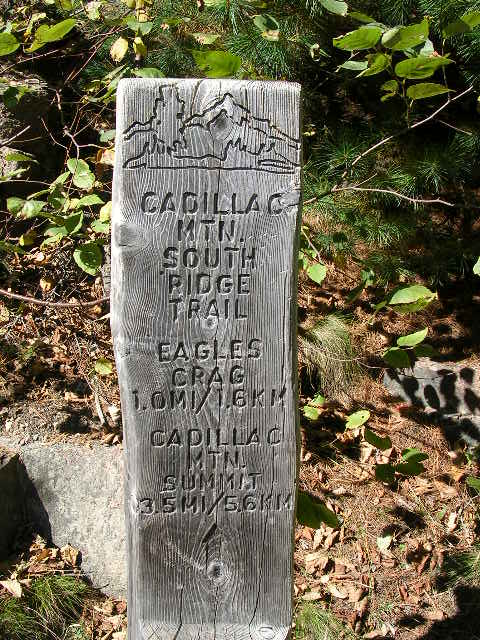 CADILLAC
MTN.
SOUTH
RIDGE
TRAIL
EAGLES
CRAG
1.0MI/1.6KM
CADILLAC
MTN.
SUMMIT
3.5MI/5.6KM